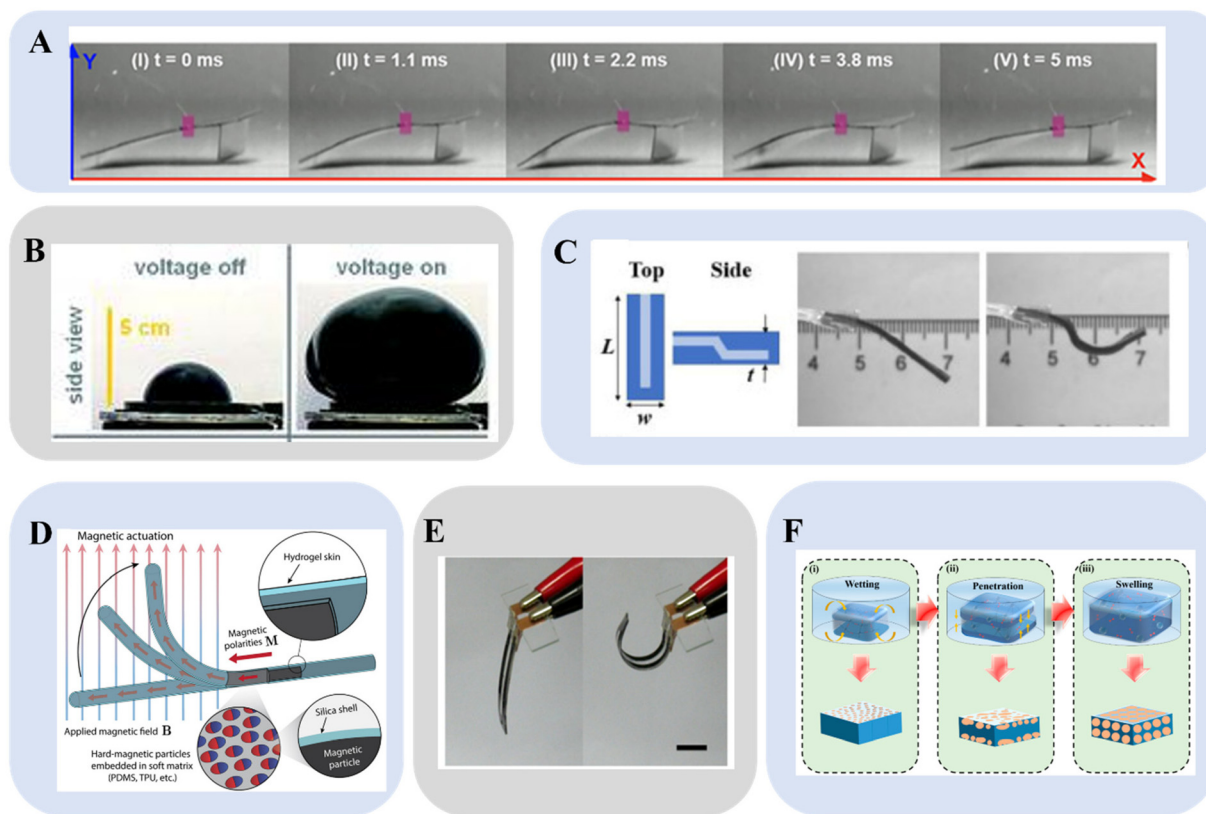 A
Y
(I) t = 0 ms
(II) t = 1.1 ms
(III) t = 2.2 ms
(IV) t = 3.8 ms
(V) t = 5 ms
X
B
voltage off
voltage on
side view
5 cm
C
Top
Side
L
w
t
4 5 6 7
4 5 6 7
D
Magnetic actuation
Hydrogel skin
Magnetic
polarities M
Applied magnetic field B
Hard-magnetic particles
embedded in soft matrix
(PDMS, TPU, etc.)
Silica shell
Magnetic
particle
E
F
(i)
Wetting
(ii)
Penetration
(iii)
Swelling